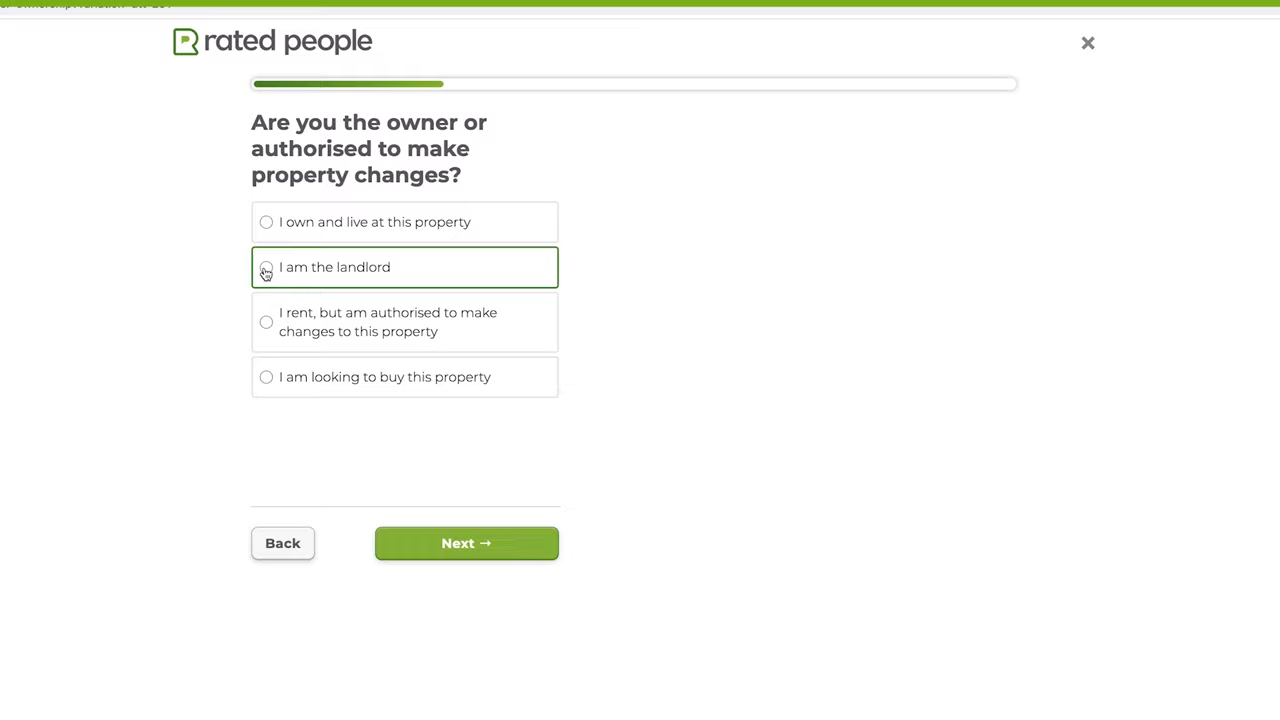 rated people
Are you the owner or
authorised to make
property changes?
I own and live at this property
I am the landlord
I rent, but am authorised to make
changes to this property
I am looking to buy this property
Back
Next →